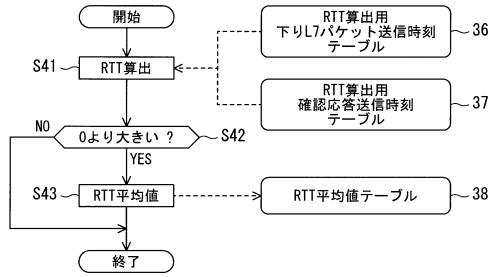 開始
RTT算出用
下りL7パケット送信時刻
テーブル
36
S41
RTT算出
RTT算出用
確認応答送信時刻
テーブル
37
NO
0より大きい ?
S42
YES
S43
RTT平均値
RTT平均値テーブル
38
終了